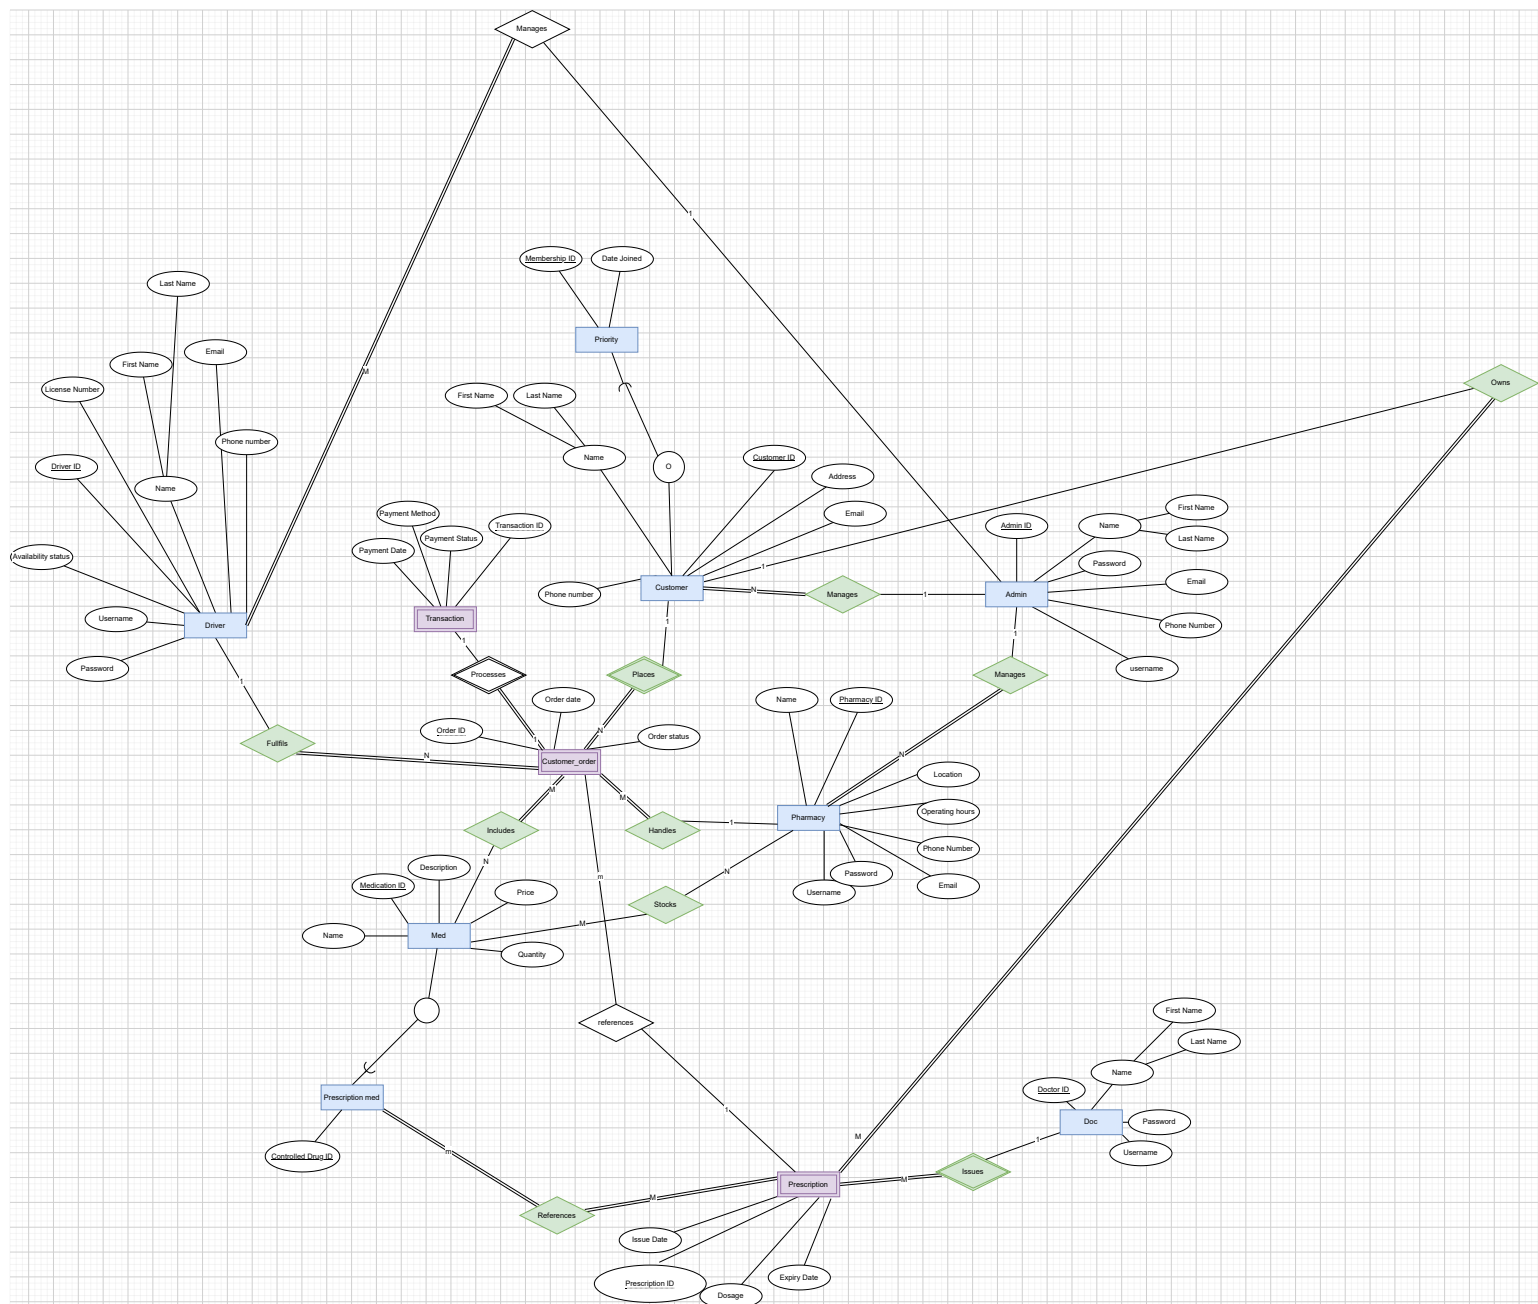 Manages
1
Membership ID
Date Joined
Last Name
Priority
Email
First Name
M
License Number
Owns
First Name
Last Name
Phone number
Name
Customer ID
Driver ID
O
Address
Name
Payment Method
Email
First Name
Transaction ID
Admin ID
Name
Payment Status
Last Name
Payment Date
Availability status
Password
1
Email
Customer
N
Phone number
Manages
1
Admin
Username
Transaction
1
Driver
Phone Number
1
1
Password
Processes
Places
Manages
username
1
Name
Pharmacy ID
Order date
Order ID
N
Order status
1
Fullfils
N
N
Customer_order
Location
M
M
Operating hours
Pharmacy
1
Includes
Handles
Phone Number
N
Description
N
Password
m
Medication ID
Price
Username
Email
Stocks
M
Name
Med
Quantity
First Name
references
Last Name
Name
Doctor ID
Prescription med
1
Doc
Password
M
1
m
Username
Controlled Drug ID
Issues
M
Prescription
M
References
Issue Date
Expiry Date
Prescription ID
Dosage